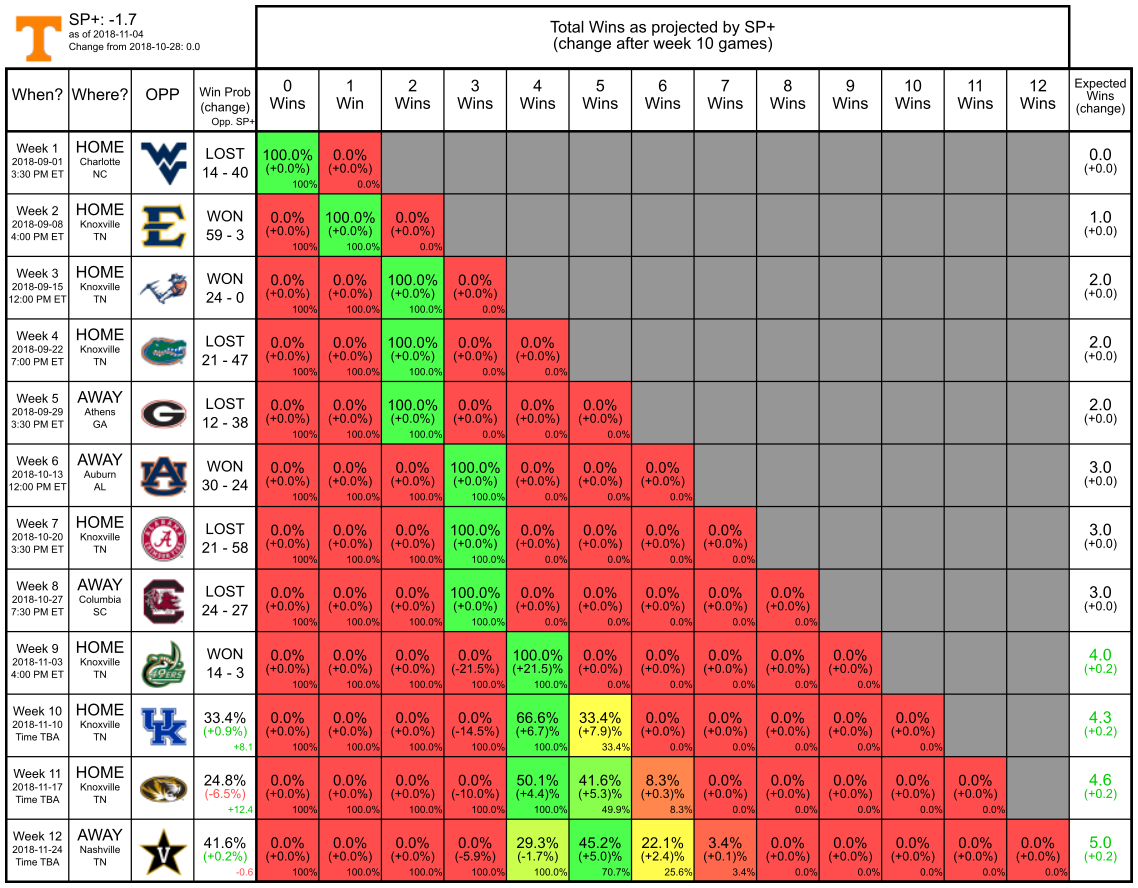 T
SP+: -1.7
as of 2018-11-04
Change from 2018-10-28: 0.0
Total Wins as projected by SP+
(change after week 10 games)
When? Where? OPP Win Prob (change) Opp. SP+ 0 Wins 1 Win 2 Wins 3 Wins 4 Wins 5 Wins 6 Wins 7 Wins 8 Wins 9 Wins 10 Wins 11 Wins 12 Wins Expected Wins (change)
Week 1 HOME LOST 100.0% 0.0% 0.0
2018-09-01 Charlotte WV (+0.0%) (+0.0%) (+0.0)
3:30 PM ET NC 14 - 40 100% 0.0%
Week 2 HOME WON 0.0% 100.0% 0.0% 1.0
2018-09-08 Knoxville E (+0.0%) (+0.0%) (+0.0%) (+0.0)
4:00 PM ET TN 59 - 3 100% 100.0% 0.0%
Week 3 HOME WON 0.0% 0.0% 100.0% 0.0% 2.0
2018-09-15 Knoxville (+0.0%) (+0.0%) (+0.0%) (+0.0%) (+0.0)
12:00 PM ET TN 24 - 0 100% 100.0% 100.0% 0.0%
Week 4 HOME LOST 0.0% 0.0% 100.0% 0.0% 0.0% 2.0
2018-09-22 Knoxville (+0.0%) (+0.0%) (+0.0%) (+0.0%) (+0.0%) (+0.0)
7:00 PM ET TN 21 - 47 100% 100.0% 100.0% 0.0% 0.0%
Week 5 AWAY LOST 0.0% 0.0% 100.0% 0.0% 0.0% 0.0% 2.0
2018-09-29 Athens G (+0.0%) (+0.0%) (+0.0%) (+0.0%) (+0.0%) (+0.0%) (+0.0)
3:30 PM ET GA 12 - 38 100% 100.0% 100.0% 0.0% 0.0% 0.0%
Week 6 AWAY WON 0.0% 0.0% 0.0% 100.0% 0.0% 0.0% 0.0% 3.0
2018-10-13 Auburn AU (+0.0%) (+0.0%) (+0.0%) (+0.0%) (+0.0%) (+0.0%) (+0.0%) (+0.0)
12:00 PM ET AL 30 - 24 100% 100.0% 100.0% 100.0% 0.0% 0.0% 0.0%
Week 7 HOME LOST 0.0% 0.0% 0.0% 100.0% 0.0% 0.0% 0.0% 0.0% 3.0
2018-10-20 Knoxville ALABAMA A CRIMSON TIDE (+0.0%) (+0.0%) (+0.0%) (+0.0%) (+0.0%) (+0.0%) (+0.0%) (+0.0%) (+0.0)
3:30 PM ET TN 21 - 58 100% 100.0% 100.0% 100.0% 0.0% 0.0% 0.0% 0.0%
Week 8 AWAY LOST 0.0% 0.0% 0.0% 100.0% 0.0% 0.0% 0.0% 0.0% 0.0% 3.0
2018-10-27 Columbia C (+0.0%) (+0.0%) (+0.0%) (+0.0%) (+0.0%) (+0.0%) (+0.0%) (+0.0%) (+0.0%) (+0.0)
7:30 PM ET SC 24 - 27 100% 100.0% 100.0% 100.0% 0.0% 0.0% 0.0% 0.0% 0.0%
Week 9 HOME WON 0.0% 0.0% 0.0% 0.0% 100.0% 0.0% 0.0% 0.0% 0.0% 0.0% 4.0
2018-11-03 Knoxville C 49ERS (+0.0%) (+0.0%) (+0.0%) (-21.5%) (+21.5)% (+0.0%) (+0.0%) (+0.0%) (+0.0%) (+0.0%) (+0.2)
4:00 PM ET TN 14 - 3 100% 100.0% 100.0% 100.0% 100.0% 0.0% 0.0% 0.0% 0.0% 0.0%
Week 10 HOME 33.4% 0.0% 0.0% 0.0% 0.0% 66.6% 33.4% 0.0% 0.0% 0.0% 0.0% 0.0% 4.3
2018-11-10 Knoxville UK (+0.9%) (+0.0%) (+0.0%) (+0.0%) (-14.5%) (+6.7)% (+7.9)% (+0.0%) (+0.0%) (+0.0%) (+0.0%) (+0.0%) (+0.2)
Time TBA TN +8.1 100% 100.0% 100.0% 100.0% 100.0% 33.4% 0.0% 0.0% 0.0% 0.0% 0.0%
Week 11 HOME 24.8% 0.0% 0.0% 0.0% 0.0% 50.1% 41.6% 8.3% 0.0% 0.0% 0.0% 0.0% 0.0% 4.6
2018-11-17 Knoxville (-6.5%) (+0.0%) (+0.0%) (+0.0%) (-10.0%) (+4.4)% (+5.3)% (+0.3)% (+0.0%) (+0.0%) (+0.0%) (+0.0%) (+0.0%) (+0.2)
Time TBA TN +12.4 100% 100.0% 100.0% 100.0% 100.0% 49.9% 8.3% 0.0% 0.0% 0.0% 0.0% 0.0%
Week 12 AWAY 41.6% 0.0% 0.0% 0.0% 0.0% 29.3% 45.2% 22.1% 3.4% 0.0% 0.0% 0.0% 0.0% 0.0% 5.0
2018-11-24 Nashville V (+0.2%) (+0.0%) (+0.0%) (+0.0%) (-5.9%) (-1.7%) (+5.0)% (+2.4)% (+0.1)% (+0.0%) (+0.0%) (+0.0%) (+0.0%) (+0.0%) (+0.2)
Time TBA TN -0.6 100% 100.0% 100.0% 100.0% 100.0% 70.7% 25.6% 3.4% 0.0% 0.0% 0.0% 0.0% 0.0%